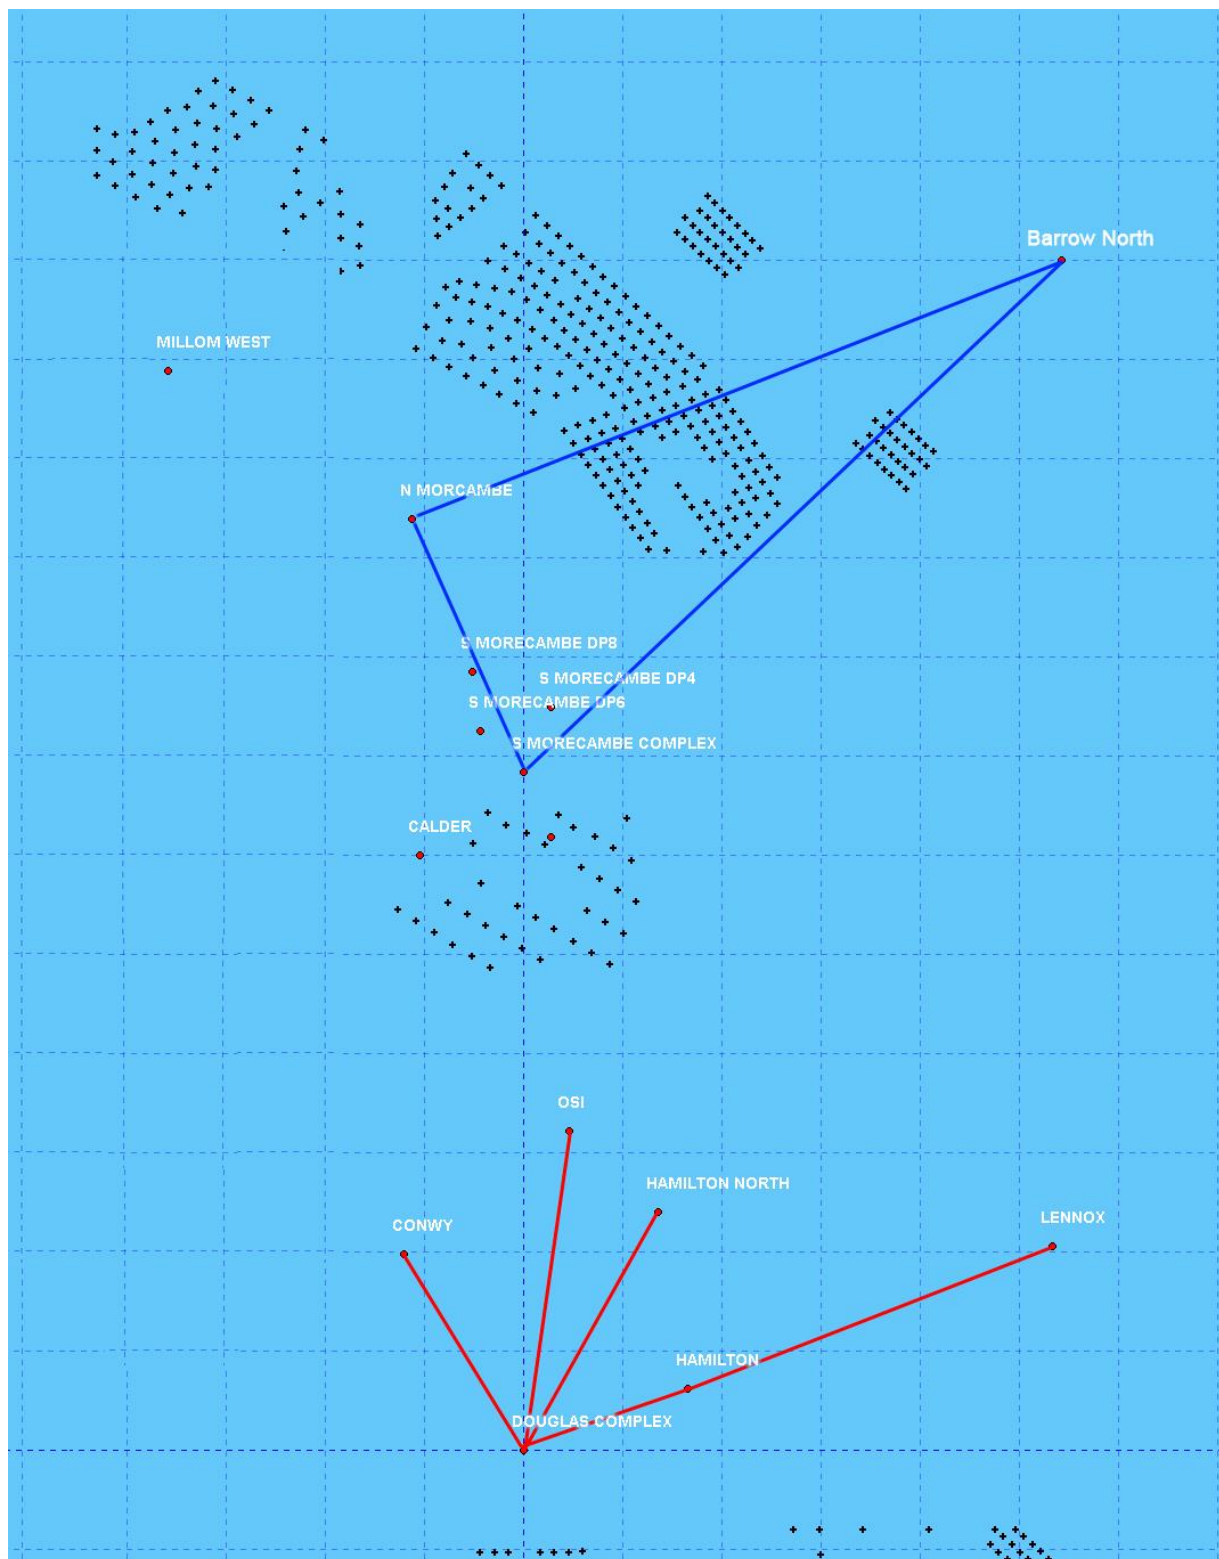 Barrow North
MILLOM WEST
N MORCAMBE
S MORECAMBE DP8
S MORECAMBE DP4
S MORECAMBE DP6
S MORECAMBE COMPLEX
CALDER
OSI
HAMILTON NORTH
LENNOX
CONWY
HAMILTON
DOUGLAS COMPLEX